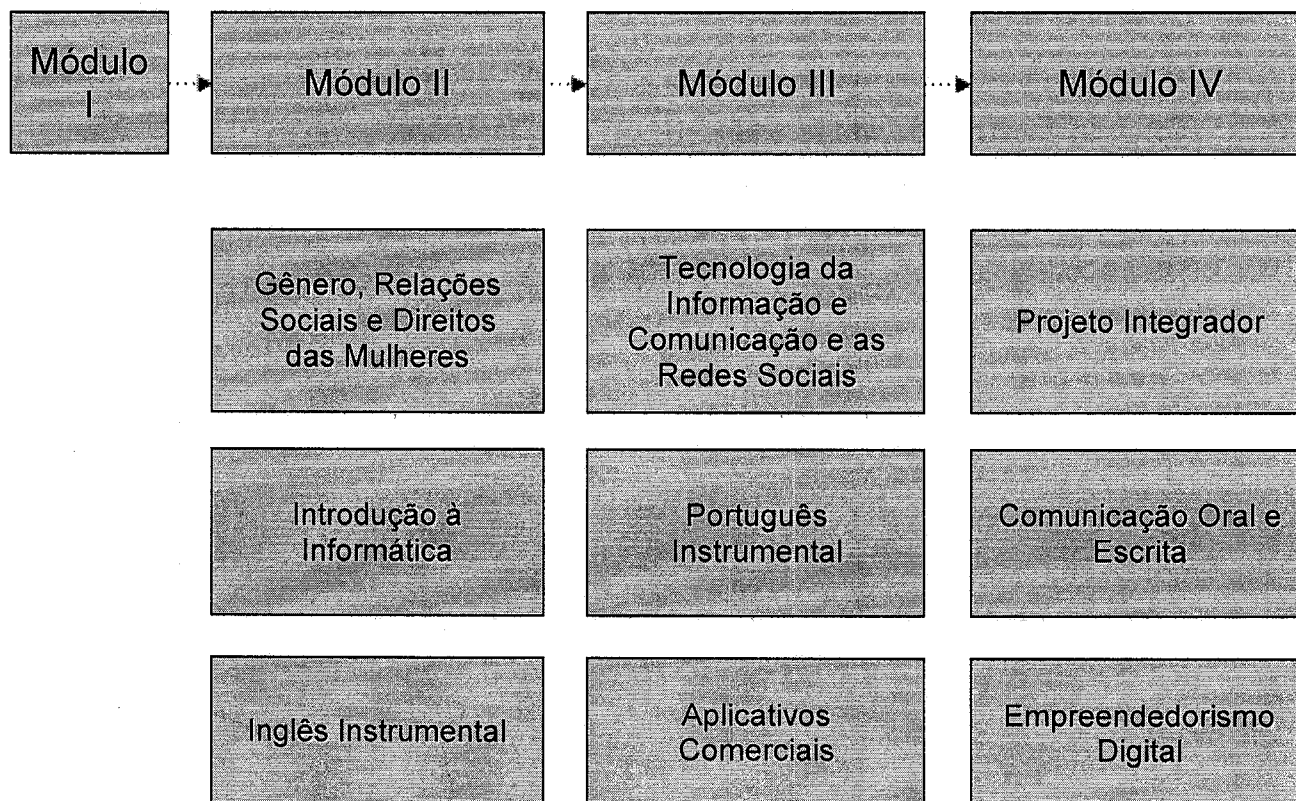 Módulo
I
Módulo II
Módulo III
Módulo IV
Gênero, Relações
Sociais e Direitos
das Mulheres
Tecnologia da
Informação e
Comunicação e as
Redes Sociais
Projeto Integrador
Introdução à
Informática
Português
Instrumental
Comunicação Oral e
Escrita
Inglês Instrumental
Aplicativos
Comerciais
Empreendedorismo
Digital